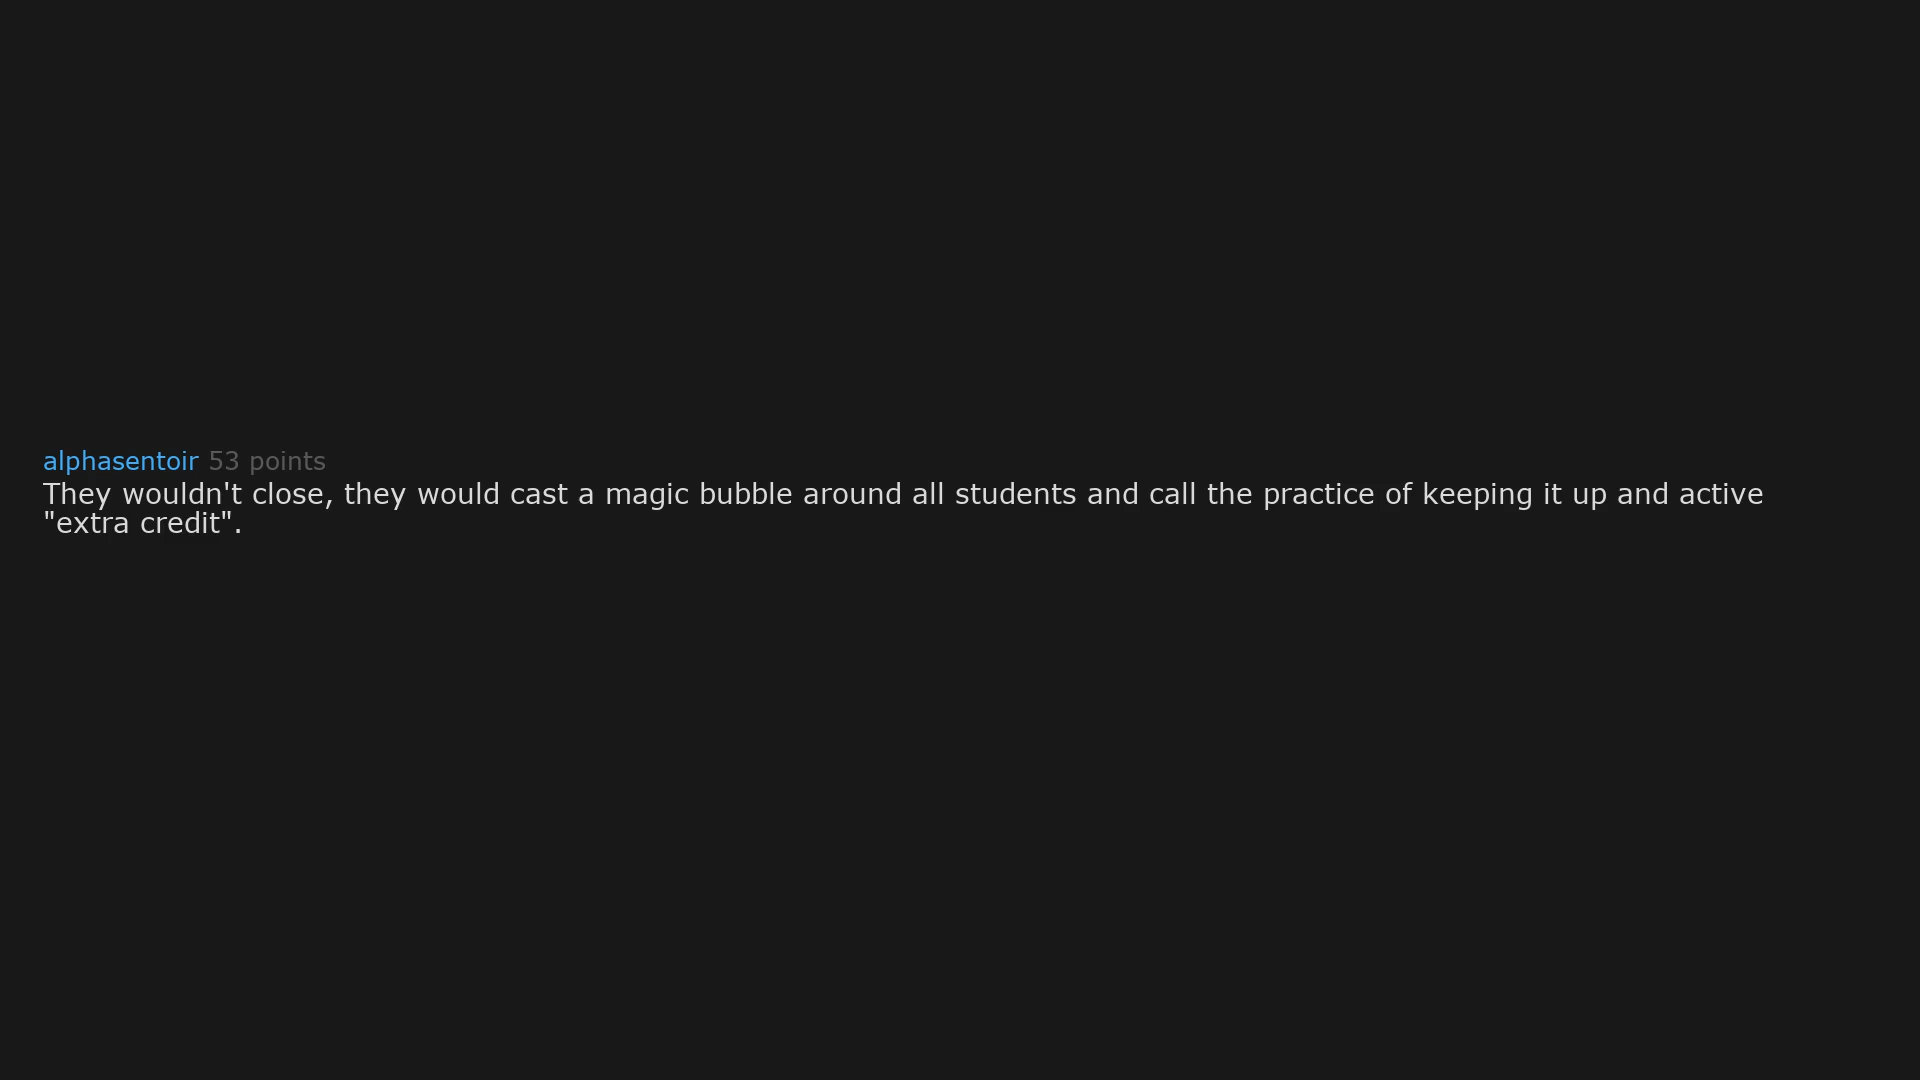 alphasentoir 53 points
They wouldn't close, they would cast a magic bubble around all students and call the practice of keeping it up and active
"extra credit".